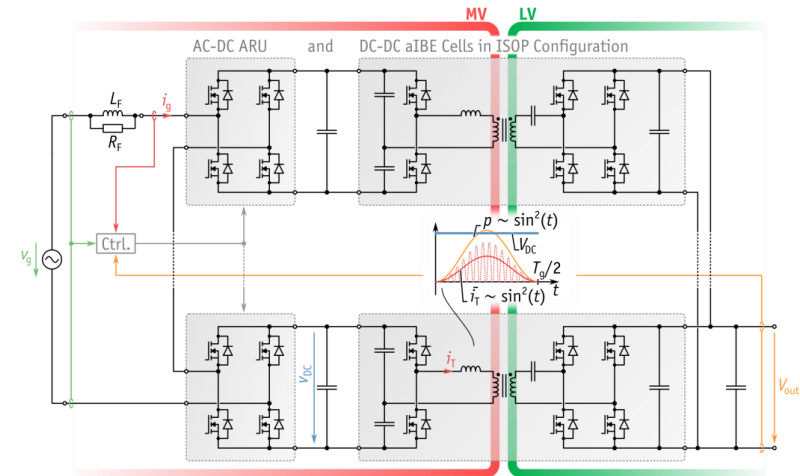 MV LV
AC-DC ARU and DC-DC aIBE Cells in ISOP Configuration
L_F
i_g
R_F
p ~ sin²(t)
Ctrl.
V_DC
v_g
T_g/2
t
i̅_T ~ sin²(t)
i_T
v_DC
V_out